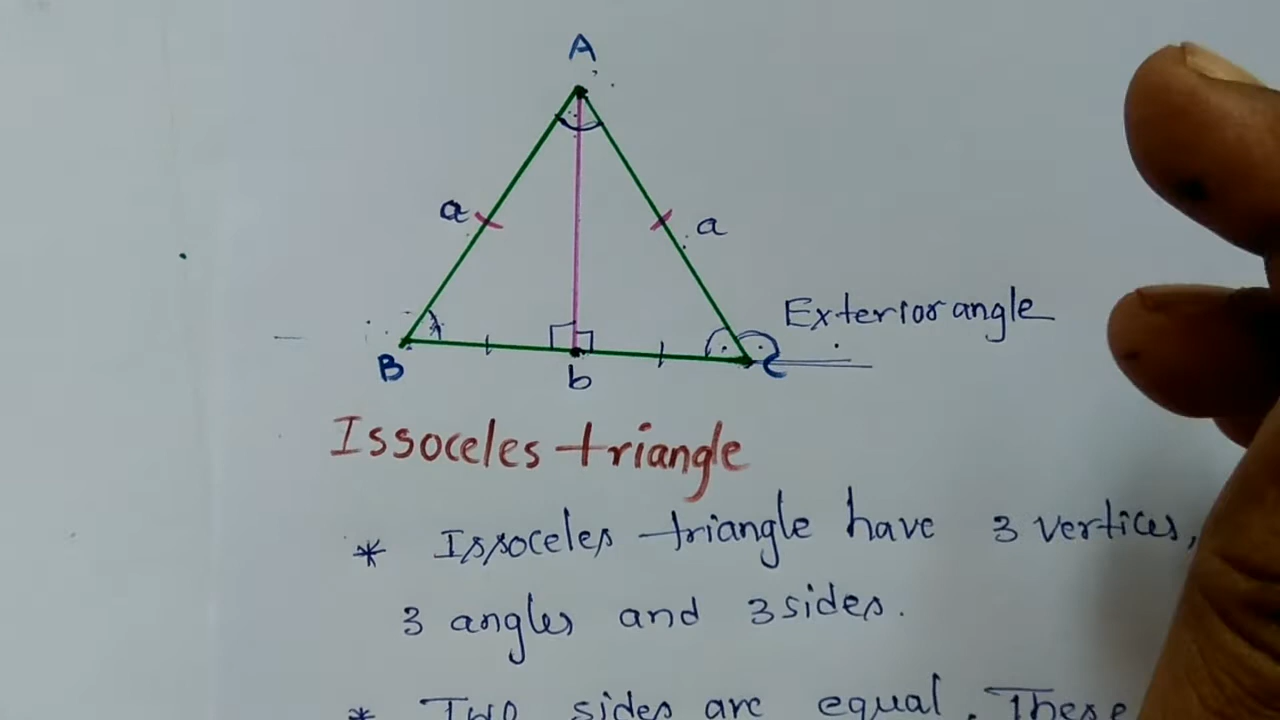 A
a
a
Exterior angle
B
b
C
Issoceles triangle
* Issoceles triangle have 3 vertices,
3 angles and 3 sides.
* Two sides are equal. These